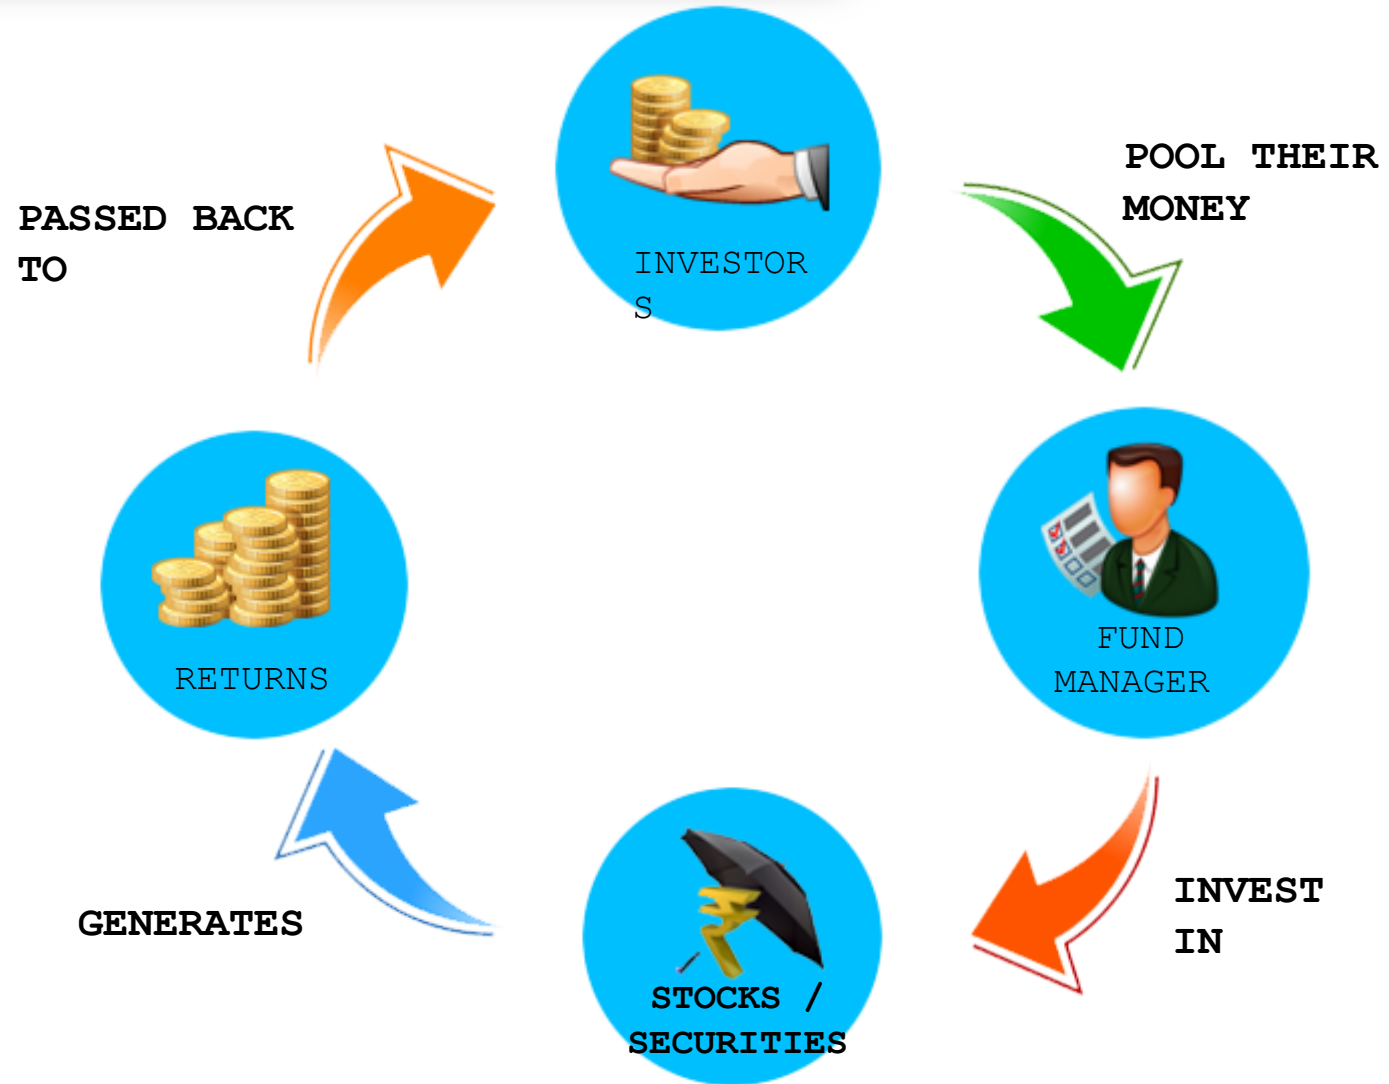 INVESTOR
S
POOL THEIR
MONEY
FUND
MANAGER
INVEST
IN
STOCKS /
SECURITIES
GENERATES
RETURNS
PASSED BACK
TO